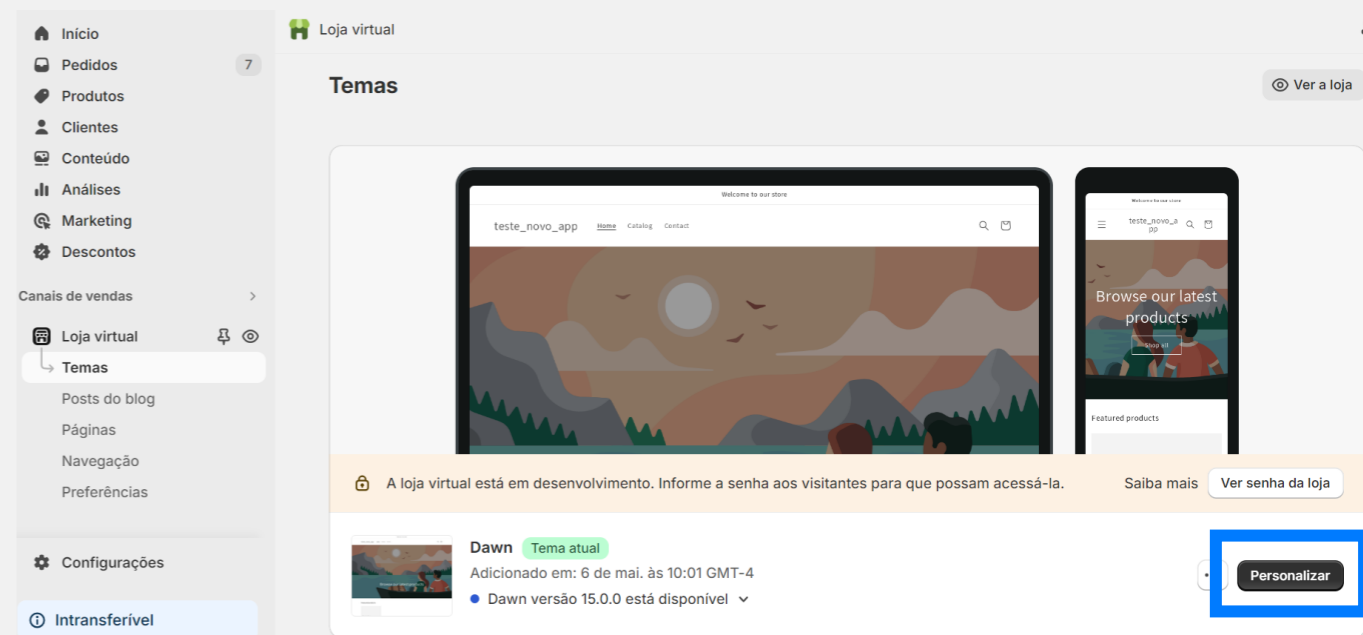 Início
Pedidos 7
Produtos
Clientes
Conteúdo
Análises
Marketing
Descontos
Canais de vendas
Loja virtual
Temas
Posts do blog
Páginas
Navegação
Preferências
Configurações
Intransferível
Loja virtual
Temas
Ver a loja
Welcome to our store
teste_novo_app Home Catalog Contact
Welcome to our store
teste_novo_a
pp
Browse our latest
products
Shop all
Featured products
A loja virtual está em desenvolvimento. Informe a senha aos visitantes para que possam acessá-la. Saiba mais Ver senha da loja
Dawn Tema atual
Adicionado em: 6 de mai. às 10:01 GMT-4
Dawn versão 15.0.0 está disponível
Personalizar